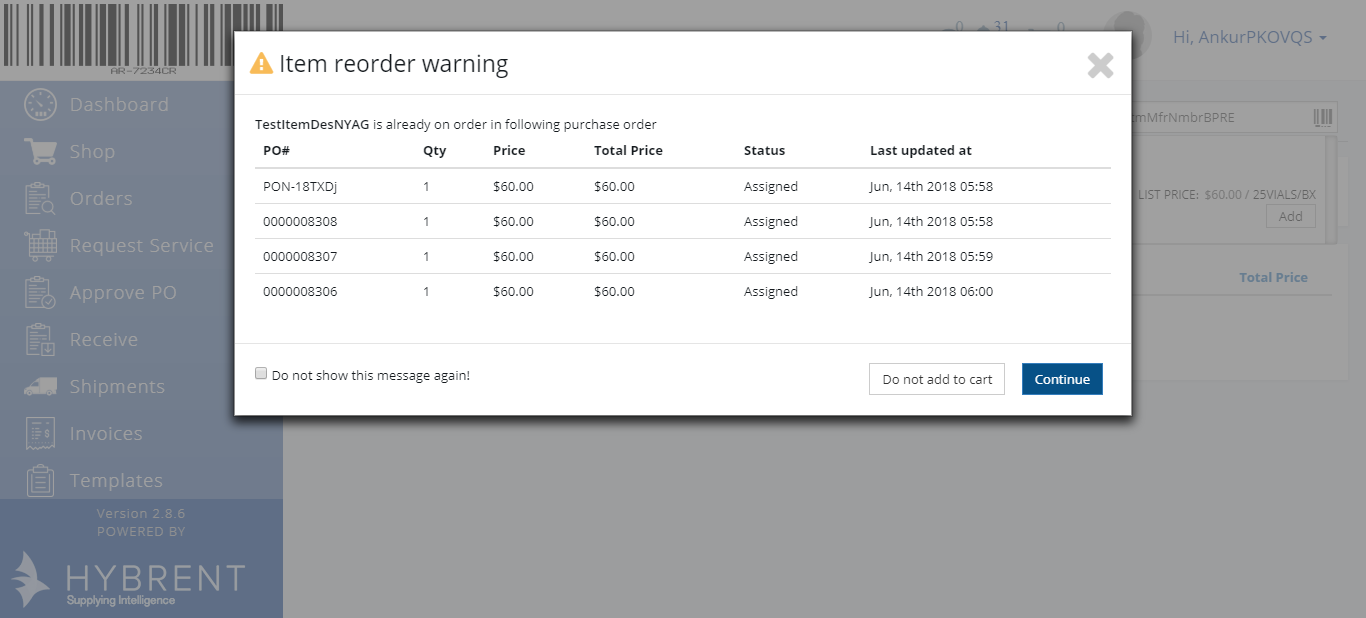 AR-7234CR
0 31 0
Hi, AnkurPKOVQS
Item reorder warning
TestItemDesNYAG is already on order in following purchase order
PO# Qty Price Total Price Status Last updated at
PON-18TXDj 1 $60.00 $60.00 Assigned Jun, 14th 2018 05:58
0000008308 1 $60.00 $60.00 Assigned Jun, 14th 2018 05:58
0000008307 1 $60.00 $60.00 Assigned Jun, 14th 2018 05:59
0000008306 1 $60.00 $60.00 Assigned Jun, 14th 2018 06:00
Do not show this message again!
Do not add to cart
Continue
Dashboard
Shop
Orders
Request Service
Approve PO
Receive
Shipments
Invoices
Templates
Version 2.8.6
POWERED BY
HYBRENT
Supplying Intelligence
mMfrNmbrBPRE
LIST PRICE: $60.00 / 25VIALS/BX
Add
Total Price